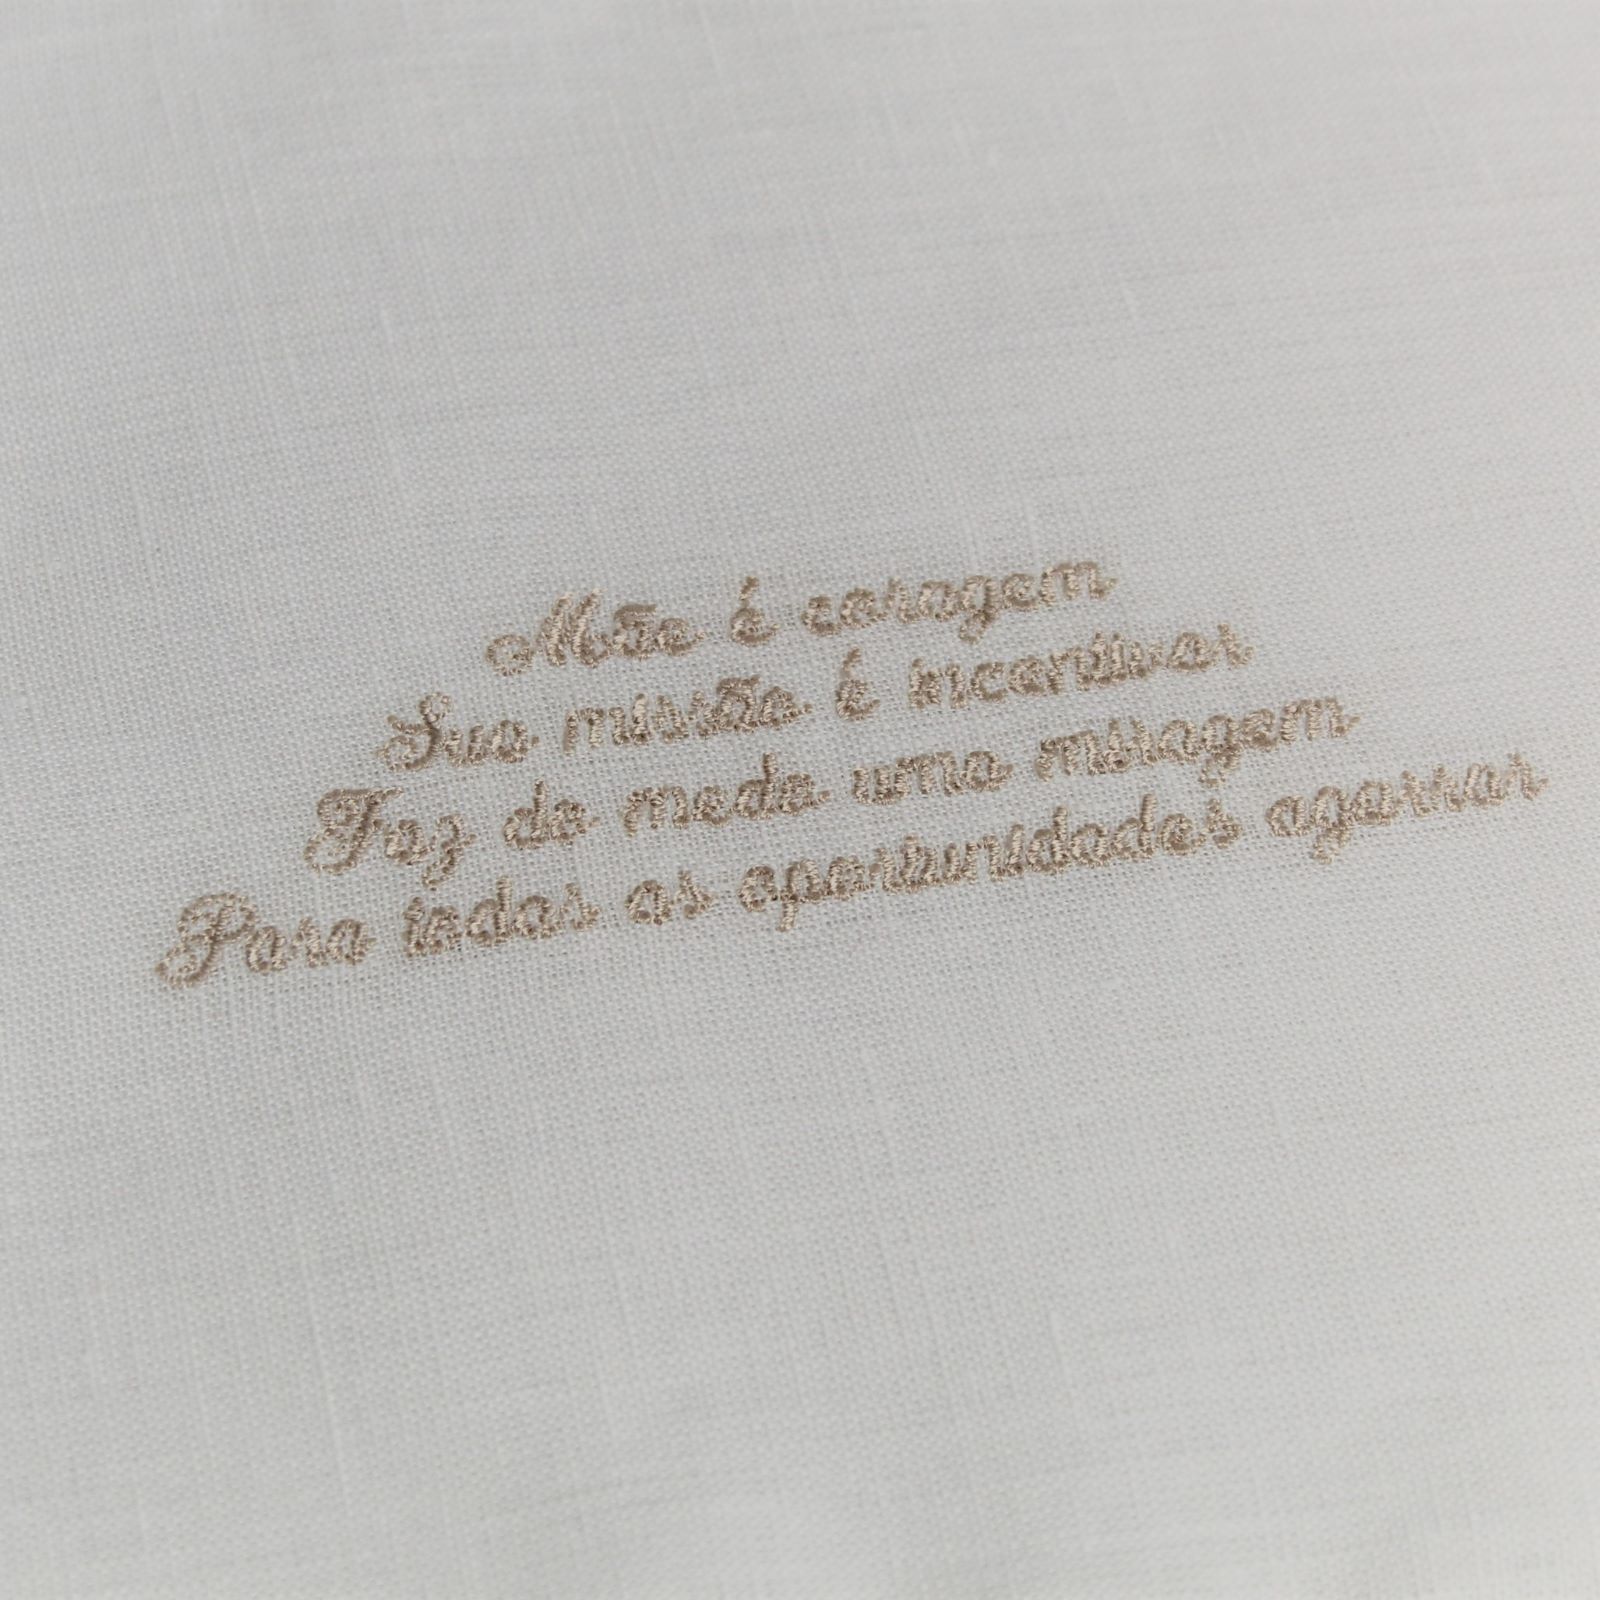 Mãe é coragem
Sua missão é incentivar
Faz do medo uma miragem
Para todas as oportunidades agarrar